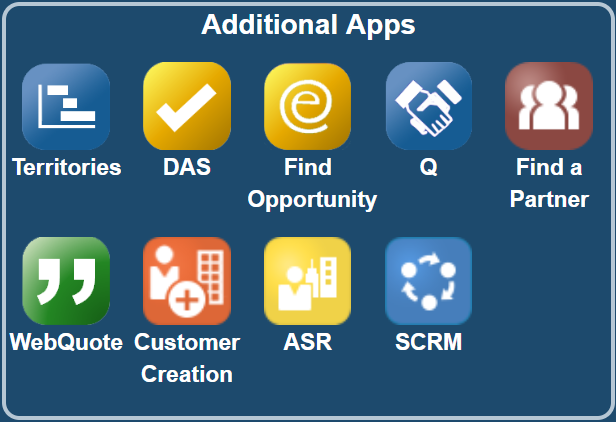 Additional Apps
Territories
DAS
Find
Opportunity
Q
Find a
Partner
WebQuote
Customer
Creation
ASR
SCRM